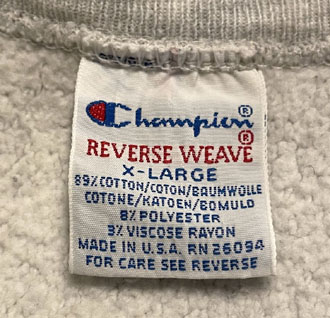 Champion®
REVERSE WEAVE®
X-LARGE
89% COTTON/COTON/BAUMWOLLE
COTONE/KATOEN/BOMULD
8% POLYESTER
3% VISCOSE RAYON
MADE IN U.S.A. RN 26094
FOR CARE SEE REVERSE